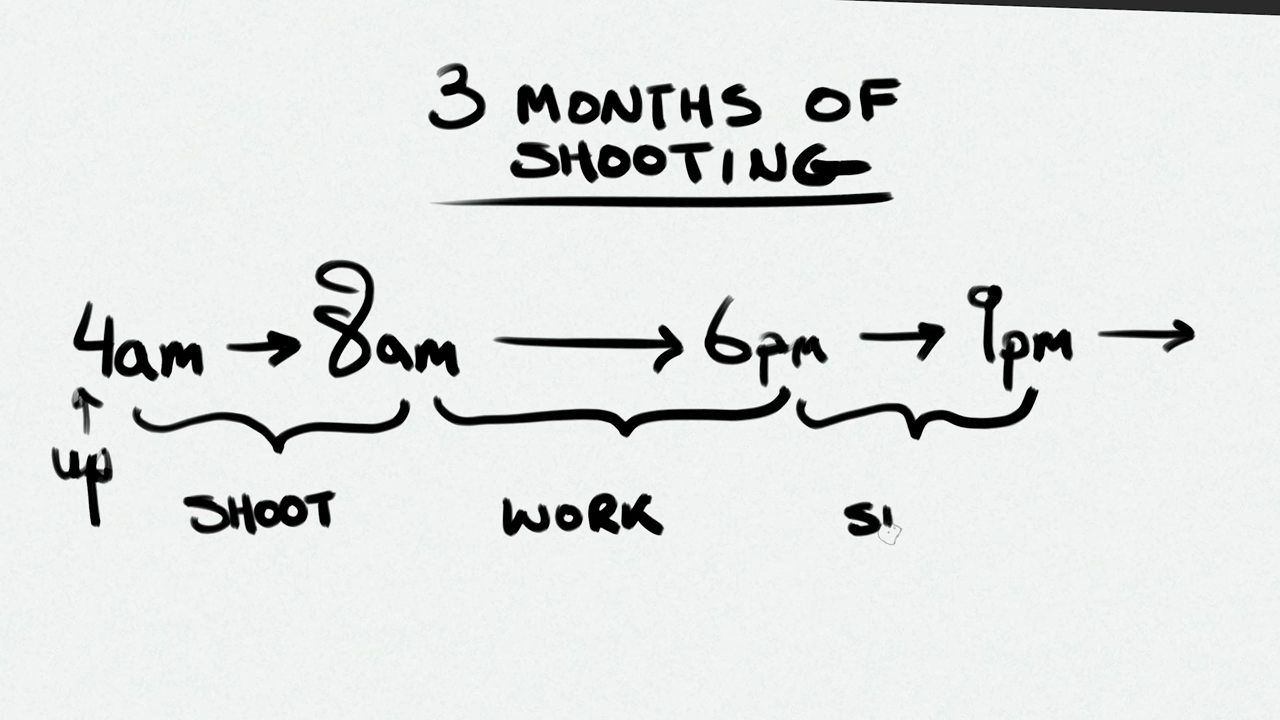 3 MONTHS OF
SHOOTING
4am → 8am → 6pm → 9pm →
↑
up
SHOOT WORK